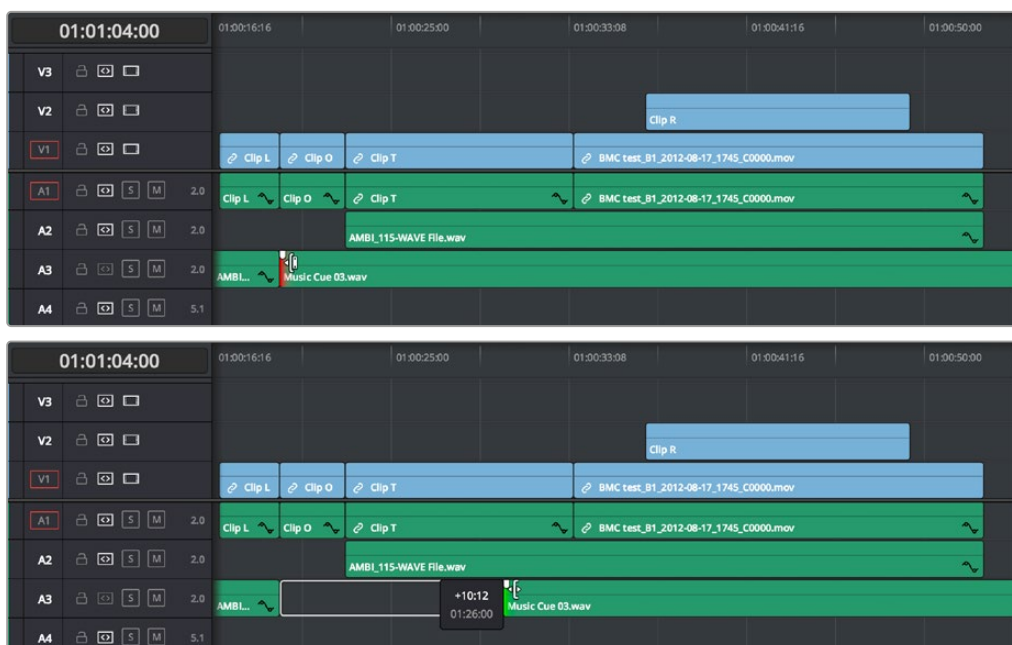 01:01:04:00 01:00:16:16 01:00:25:00 01:00:33:08 01:00:41:16 01:00:50:00
V3
V2 Clip R
V1 Clip L Clip O Clip T BMC test_B1_2012-08-17_1745_C0000.mov
A1 S M 2.0 Clip L Clip O Clip T BMC test_B1_2012-08-17_1745_C0000.mov
A2 S M 2.0 AMBI_115-WAVE File.wav
A3 S M 2.0 AMBI... Music Cue 03.wav
A4 S M 5.1
01:01:04:00 01:00:16:16 01:00:25:00 01:00:33:08 01:00:41:16 01:00:50:00
V3
V2 Clip R
V1 Clip L Clip O Clip T BMC test_B1_2012-08-17_1745_C0000.mov
A1 S M 2.0 Clip L Clip O Clip T BMC test_B1_2012-08-17_1745_C0000.mov
A2 S M 2.0 AMBI_115-WAVE File.wav
A3 S M 2.0 AMBI... +10:12 Music Cue 03.wav
01:26:00
A4 S M 5.1